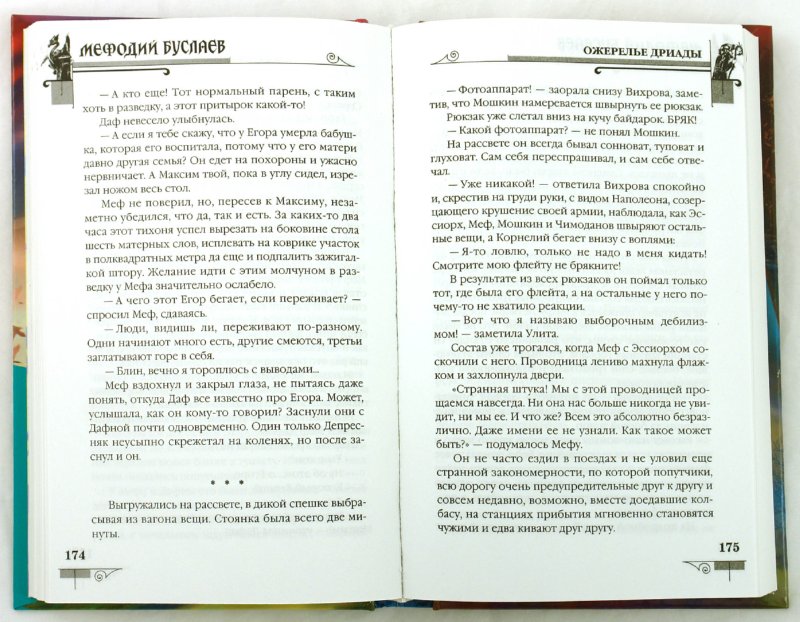 МЕФОДИЙ БУСЛАЕВ
— А кто еще! Тот нормальный парень, с таким
хоть в разведку, а этот притырок какой-то!
Даф невесело улыбнулась.
— А если я тебе скажу, что у Егора умерла бабуш-
ка, которая его воспитала, потому что у его матери
давно другая семья? Он едет на похороны и ужасно
нервничает. А Максим твой, пока в углу сидел, изре-
зал ножом весь стол.
Меф не поверил, но, пересев к Максиму, неза-
метно убедился, что да, так и есть. За каких-то два
часа этот тихоня успел вырезать на боковине стола
шесть матерных слов, исплевать на коврике участок
в полквадратных метра да еще и подпалить зажигал-
кой штору. Желание идти с этим молчуном в раз-
ведку у Мефа значительно ослабело.
— А чего этот Егор бегает, если переживает? —
спросил Меф, сдаваясь.
— Люди, видишь ли, переживают по-разному.
Одни начинают много есть, другие смеются, третьи
заглатывают горе в себя.
— Блин, вечно я тороплюсь с выводами...
Меф вздохнул и закрыл глаза, не пытаясь даже
понять, откуда Даф все известно про Егора. Может,
услышала, как он кому-то говорил? Заснули они с
Дафной почти одновременно. Один только Депрес-
няк неусыпно скрежетал на коленях, но после за-
снул и он.
* * *
Выгружались на рассвете, в дикой спешке выбра-
сывая из вагона вещи. Стоянка была всего две ми-
нуты.
174
ОЖЕРЕЛЬЕ ДРИАДЫ
— Фотоаппарат! — заорала снизу Вихрова, заме-
тив, что Мошкин намеревается швырнуть ее рюкзак.
Рюкзак уже слетал вниз на кучу байдарок. БРЯК!
— Какой фотоаппарат? — не понял Мошкин.
На рассвете он всегда бывал сонноват, туповат и
глуховат. Сам себя переспрашивал, и сам себе отве-
чал.
— Уже никакой! — ответила Вихрова спокойно
и, скрестив на груди руки, с видом Наполеона, созер-
цающего крушение своей армии, наблюдала, как Эс-
сиорх, Меф, Мошкин и Чимоданов швыряют осталь-
ные вещи, а Корнелий бегает внизу с воплями:
— Я-то ловлю, только не надо в меня кидать!
Смотрите мою флейту не брякните!
В результате из всех рюкзаков он поймал только
тот, где была его флейта, а на остальные у него по-
чему-то не хватило реакции.
— Вот что я называю выборочным дебилиз-
мом! — заметила Улита.
Состав уже трогался, когда Меф с Эссиорхом со-
скочили с него. Проводница лениво махнула флаж-
ком и захлопнула двери.
«Странная штука! Мы с этой проводницей про-
щаемся навсегда. Ни она нас больше никогда не уви-
дит, ни мы ее. И что же? Всем это абсолютно безраз-
лично. Даже имени ее не узнали. Как такое может
быть?» — подумалось Мефу.
Он не часто ездил в поездах и не уловил еще
странной закономерности, по которой попутчики,
всю дорогу очень предупредительные друг к другу и
совсем недавно, возможно, вместе доедавшие кол-
басу, на станциях прибытия мгновенно становятся
чужими и едва кивают друг другу.
175